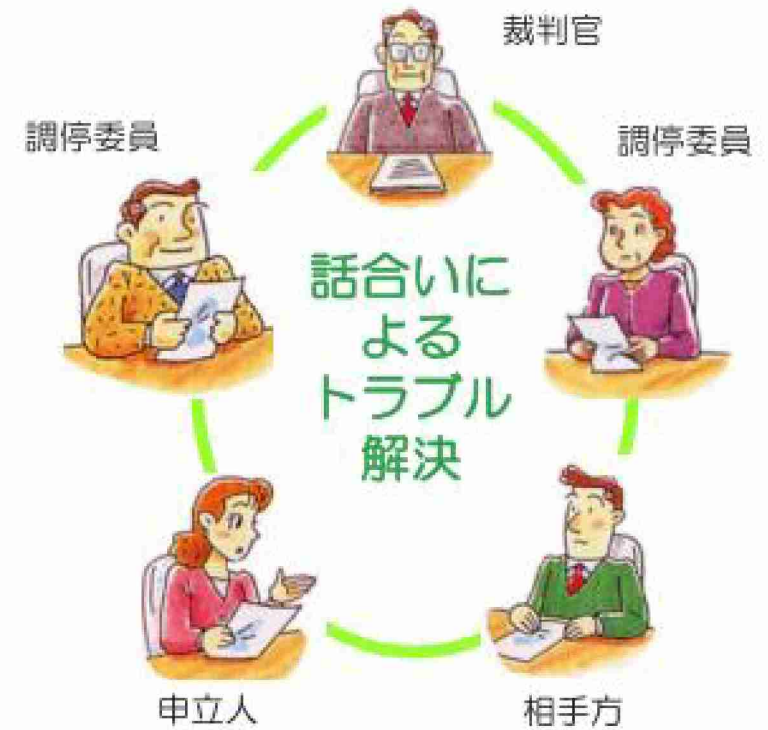 裁判官
調停委員
調停委員
話合いに
よる
トラブル
解決
申立人
相手方